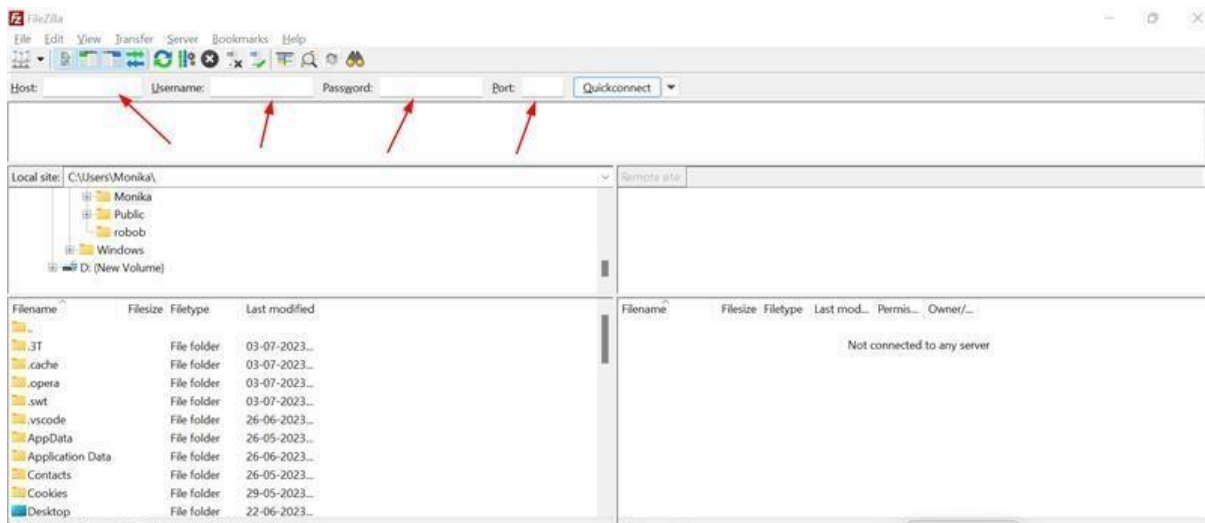 FileZilla
File Edit View Transfer Server Bookmarks Help
Host: Username: Password: Port: Quickconnect
Local site: C:\Users\Monika\
Remote site:
Monika
Public
robob
Windows
D: (New Volume)
Filename Filesize Filetype Last modified
Filename Filesize Filetype Last mod... Permis... Owner/...
..
.3T File folder 03-07-2023...
Not connected to any server
.cache File folder 03-07-2023...
.opera File folder 03-07-2023...
.swt File folder 03-07-2023...
.vscode File folder 26-06-2023...
AppData File folder 26-05-2023...
Application Data File folder 26-06-2023...
Contacts File folder 26-05-2023...
Cookies File folder 29-05-2023...
Desktop File folder 22-06-2023...